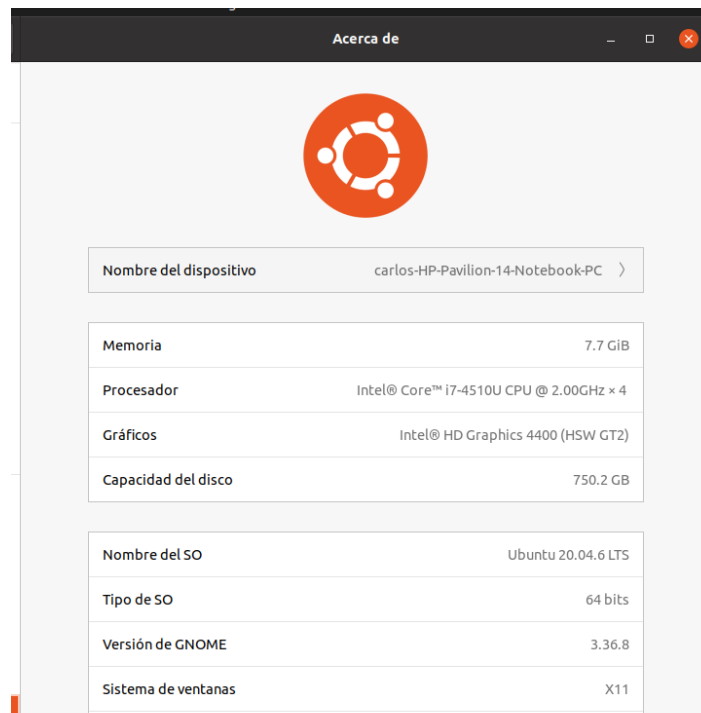 Acerca de
Nombre del dispositivo carlos-HP-Pavilion-14-Notebook-PC
Memoria 7.7 GiB
Procesador Intel® Core™ i7-4510U CPU @ 2.00GHz × 4
Gráficos Intel® HD Graphics 4400 (HSW GT2)
Capacidad del disco 750.2 GB
Nombre del SO Ubuntu 20.04.6 LTS
Tipo de SO 64 bits
Versión de GNOME 3.36.8
Sistema de ventanas X11